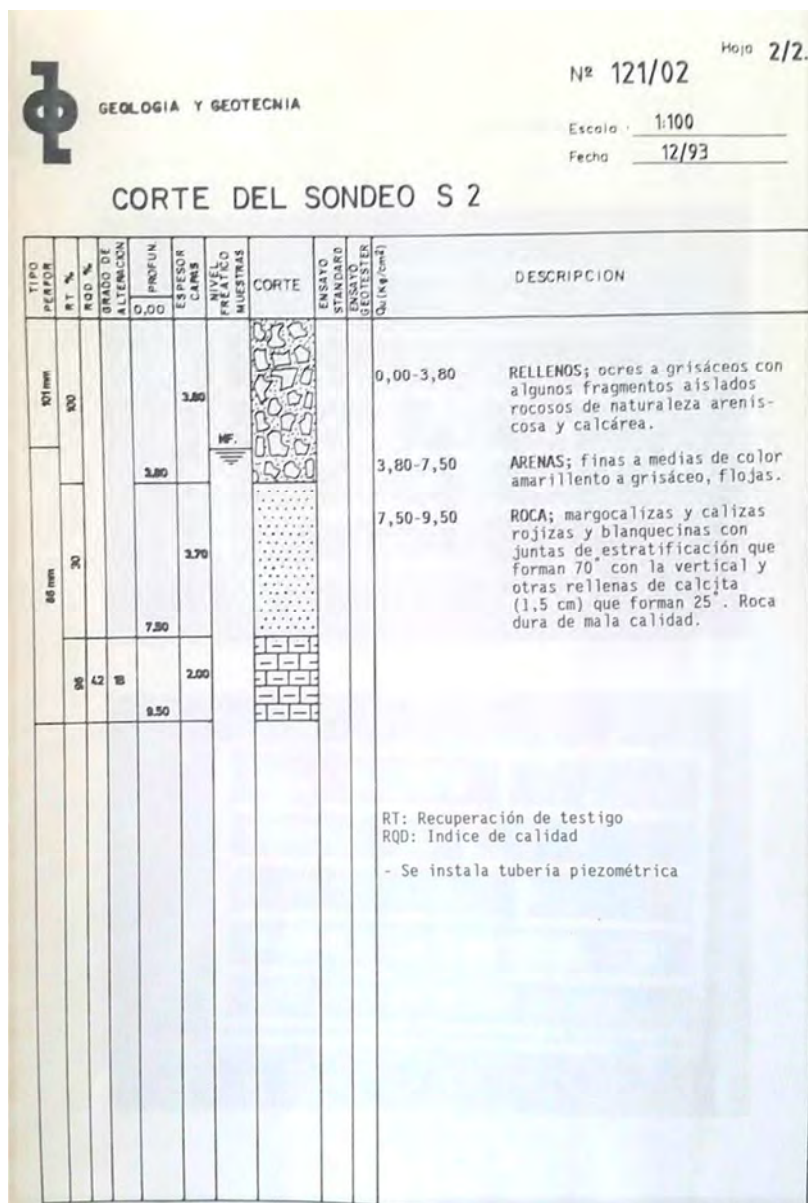 Hoja 2/2.
Nº 121/02
GEOLOGIA Y GEOTECNIA
Escala 1:100
Fecha 12/93
CORTE DEL SONDEO S 2
TIPO PERFOR
RT %
RQD %
GRADO DE ALTERACION
PROFUN.
0,00
ESPESOR CAPAS
NIVEL FREATICO
MUESTRAS
CORTE
ENSAYO STANDARD
ENSAYO GEOTESTER
Qu (Kg/cm²)
DESCRIPCION
101 mm
100
3.80
NF.
3.80
0,00-3,80 RELLENOS; ocres a grisáceos con
algunos fragmentos aislados
rocosos de naturaleza arenis-
cosa y calcárea.
3,80-7,50 ARENAS; finas a medias de color
amarillento a grisáceo, flojas.
86 mm
30
3.70
7.50
7,50-9,50 ROCA; margocalizas y calizas
rojizas y blanquecinas con
juntas de estratificación que
forman 70° con la vertical y
otras rellenas de calcita
(1,5 cm) que forman 25°. Roca
dura de mala calidad.
42
2.00
9.50
RT: Recuperación de testigo
RQD: Indice de calidad
- Se instala tubería piezométrica